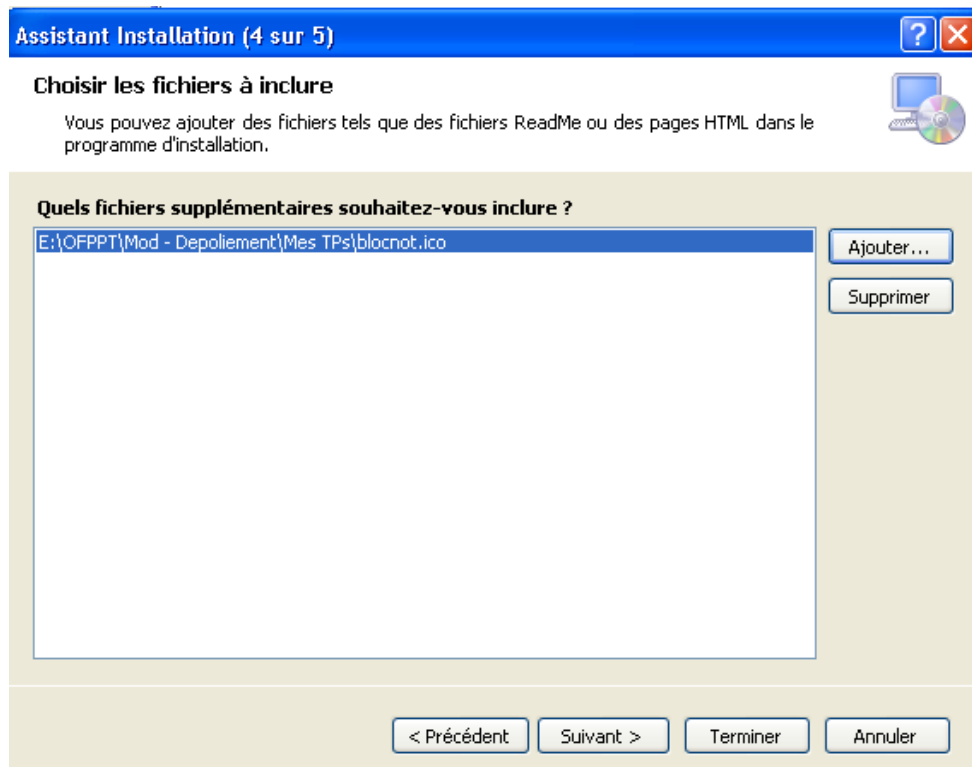 Assistant Installation (4 sur 5)
Choisir les fichiers à inclure
Vous pouvez ajouter des fichiers tels que des fichiers ReadMe ou des pages HTML dans le
programme d'installation.
Quels fichiers supplémentaires souhaitez-vous inclure ?
E:\OFPPT\Mod - Depoliement\Mes TPs\blocnot.ico
Ajouter...
Supprimer
< Précédent
Suivant >
Terminer
Annuler